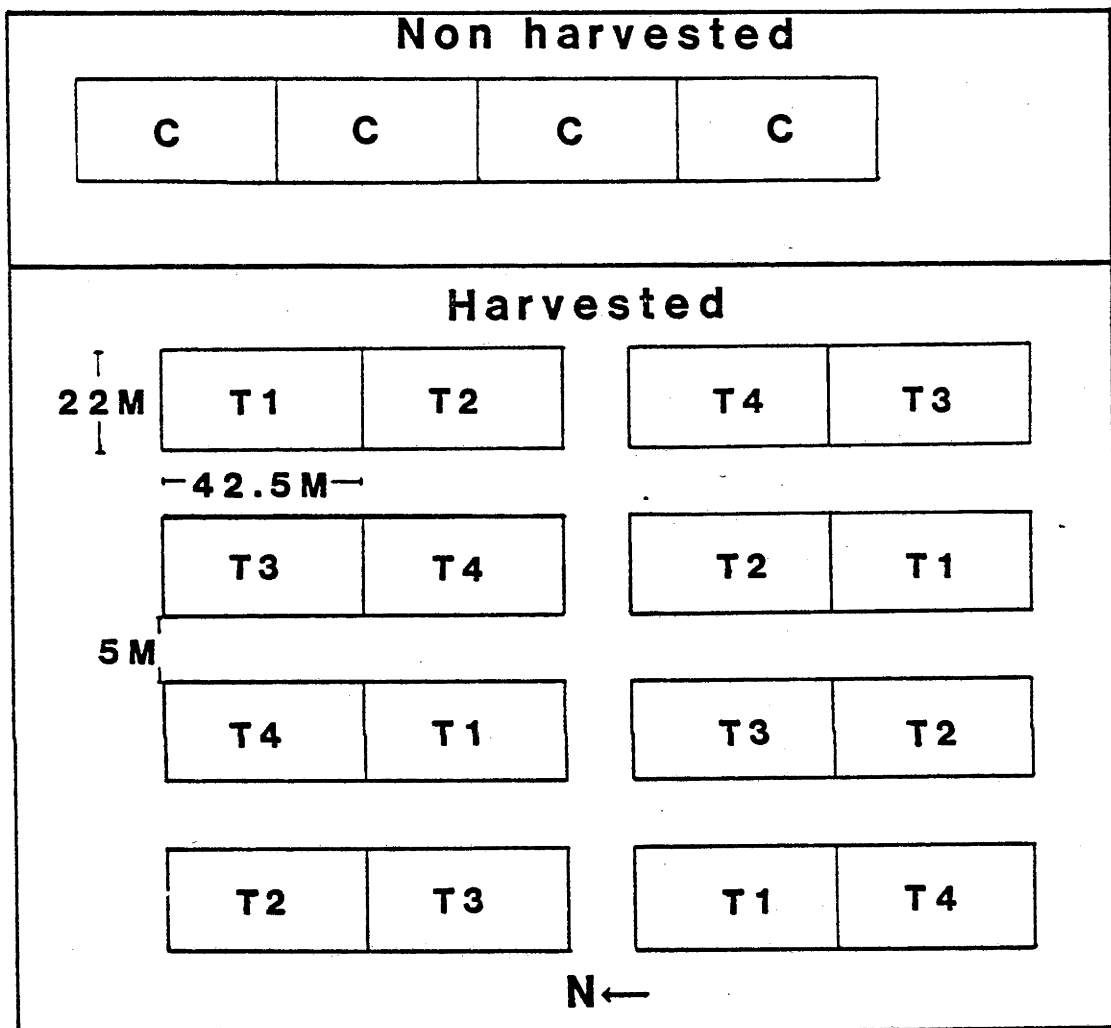 Non harvested
C C C C
Harvested
22M T1 T2 T4 T3
42.5M
T3 T4 T2 T1
5M
T4 T1 T3 T2
T2 T3 T1 T4
N←